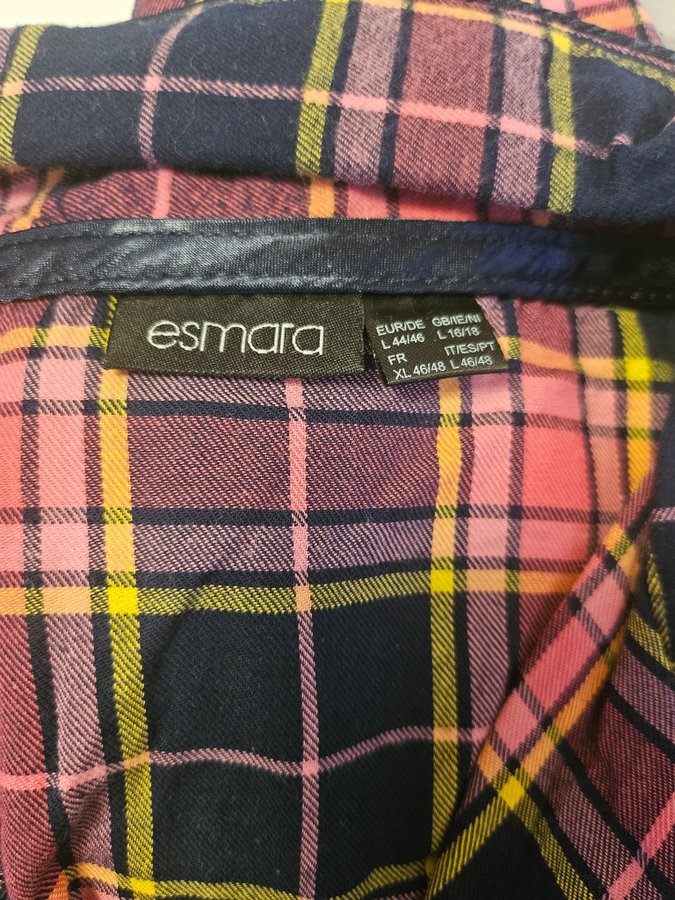 esmara
EUR/DE GB/IE/NI
L 44/46 L 16/18
FR IT/ES/PT
XL 46/48 L 46/48